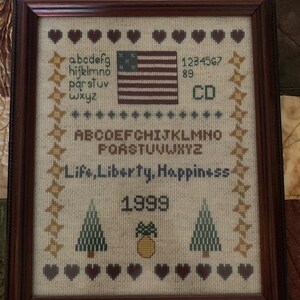 abcdefg
hijklmno
pqrstuv
wxyz
1234567
89
CD
ABCDEFGHIJKLMNO
PQRSTUVWXYZ
Life, Liberty, Happiness
1999